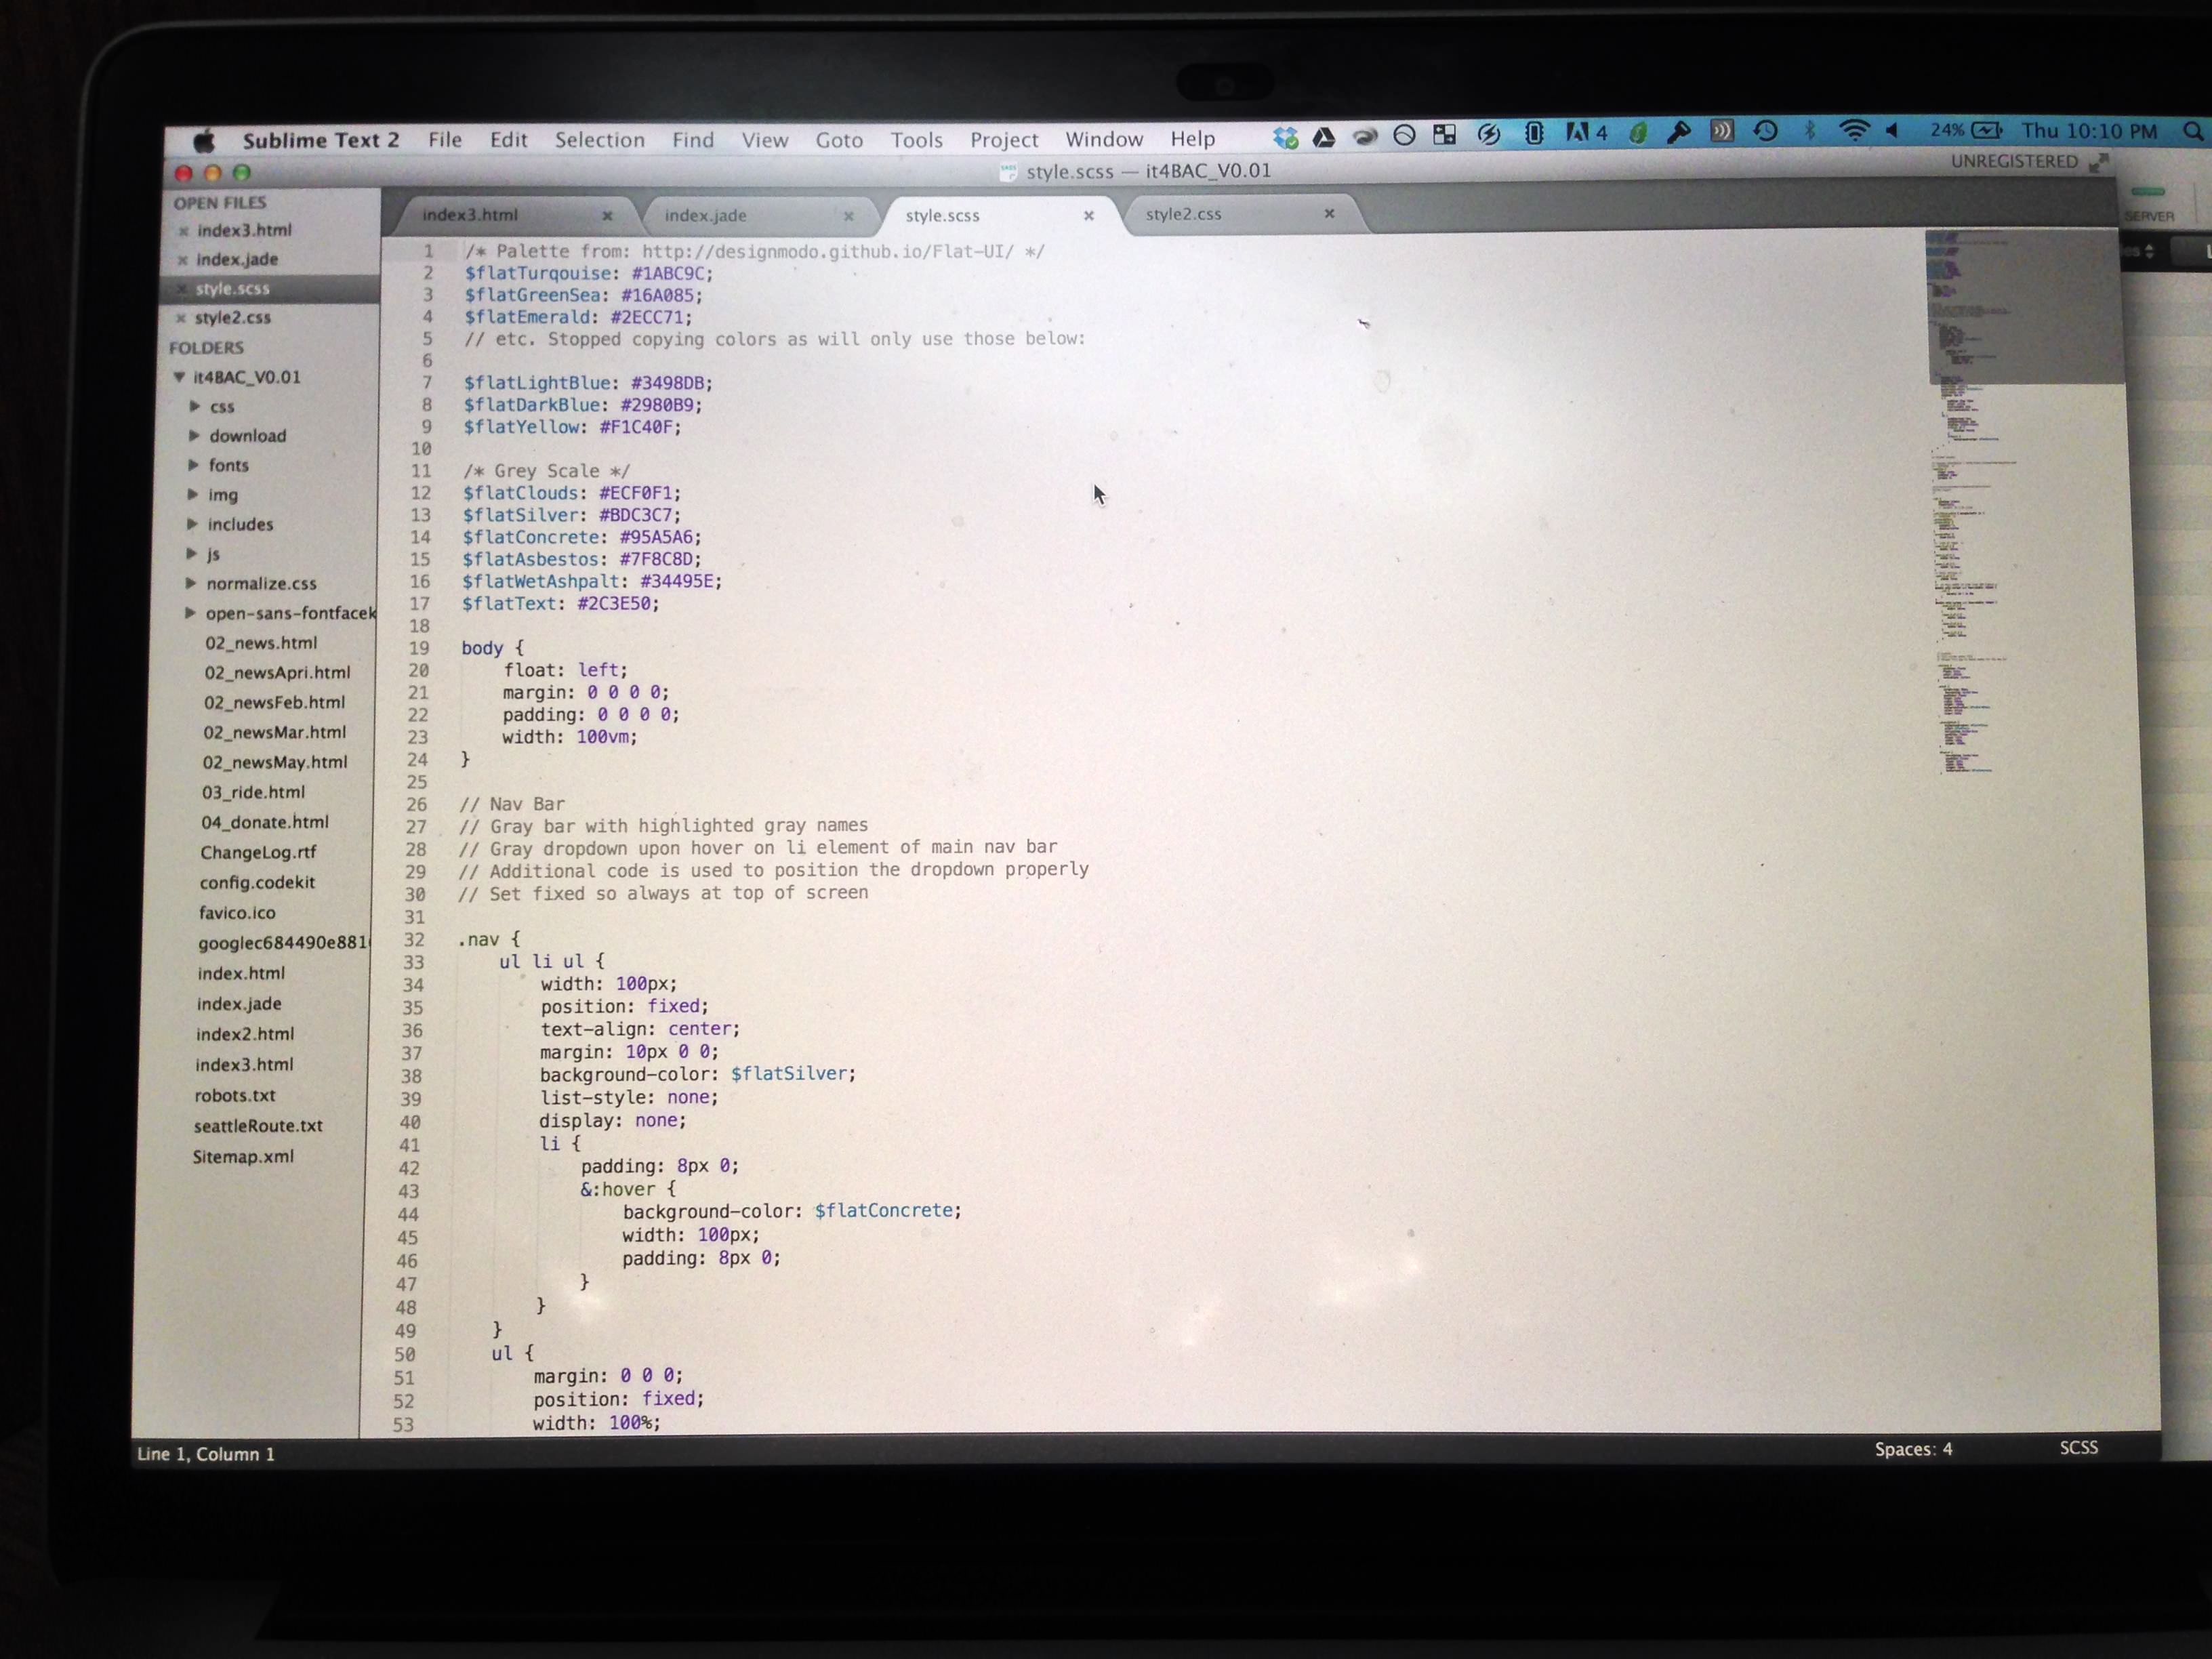 Sublime Text 2 File Edit Selection Find View Goto Tools Project Window Help 4 24% Thu 10:10 PM
style.scss — it4BAC_V0.01
UNREGISTERED
SERVER
OPEN FILES
index3.html
index.jade
style.scss
style2.css
FOLDERS
it4BAC_V0.01
css
download
fonts
img
includes
js
normalize.css
open-sans-fontfacek
02_news.html
02_newsApri.html
02_newsFeb.html
02_newsMar.html
02_newsMay.html
03_ride.html
04_donate.html
ChangeLog.rtf
config.codekit
favico.ico
googlec684490e881
index.html
index.jade
index2.html
index3.html
robots.txt
seattleRoute.txt
Sitemap.xml
index3.html index.jade style.scss style2.css
1 /* Palette from: http://designmodo.github.io/Flat-UI/ */
2 $flatTurqouise: #1ABC9C;
3 $flatGreenSea: #16A085;
4 $flatEmerald: #2ECC71;
5 // etc. Stopped copying colors as will only use those below:
6
7 $flatLightBlue: #3498DB;
8 $flatDarkBlue: #2980B9;
9 $flatYellow: #F1C40F;
10
11 /* Grey Scale */
12 $flatClouds: #ECF0F1;
13 $flatSilver: #BDC3C7;
14 $flatConcrete: #95A5A6;
15 $flatAsbestos: #7F8C8D;
16 $flatWetAshpalt: #34495E;
17 $flatText: #2C3E50;
18
19 body {
20 float: left;
21 margin: 0 0 0 0;
22 padding: 0 0 0 0;
23 width: 100vm;
24 }
25
26 // Nav Bar
27 // Gray bar with highlighted gray names
28 // Gray dropdown upon hover on li element of main nav bar
29 // Additional code is used to position the dropdown properly
30 // Set fixed so always at top of screen
31
32 .nav {
33 ul li ul {
34 width: 100px;
35 position: fixed;
36 text-align: center;
37 margin: 10px 0 0;
38 background-color: $flatSilver;
39 list-style: none;
40 display: none;
41 li {
42 padding: 8px 0;
43 &:hover {
44 background-color: $flatConcrete;
45 width: 100px;
46 padding: 8px 0;
47 }
48 }
49 }
50 ul {
51 margin: 0 0 0;
52 position: fixed;
53 width: 100%;
Line 1, Column 1 Spaces: 4 SCSS